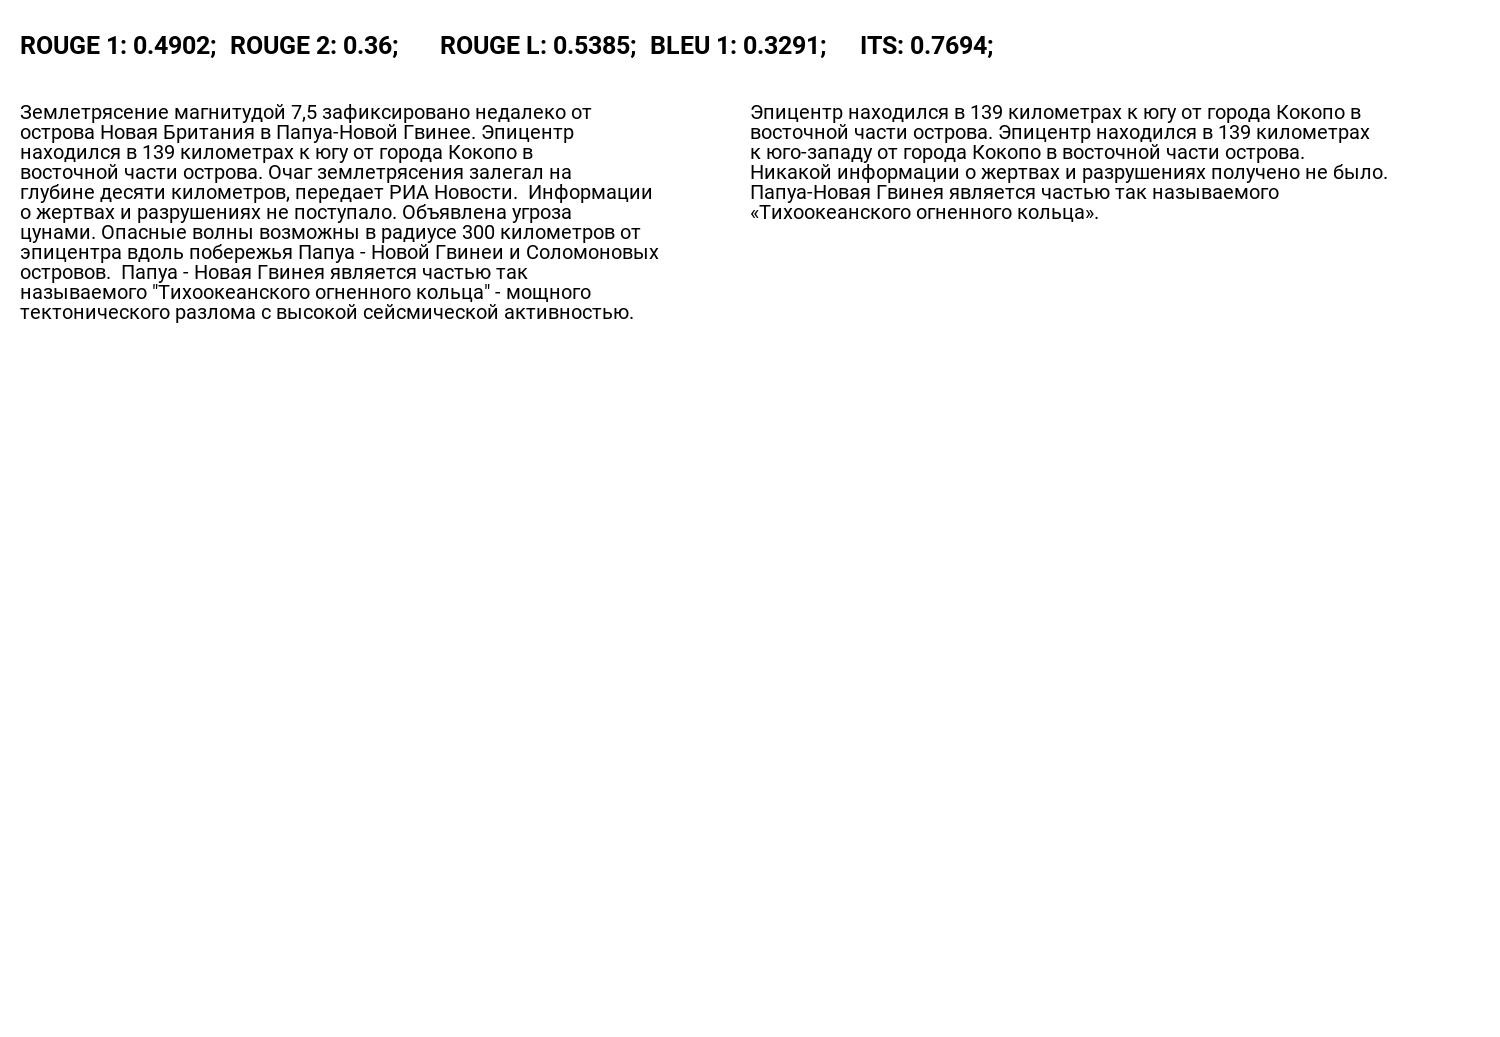 ROUGE 1: 0.4902; ROUGE 2: 0.36; ROUGE L: 0.5385; BLEU 1: 0.3291; ITS: 0.7694;
Землетрясение магнитудой 7,5 зафиксировано недалеко от
острова Новая Британия в Папуа-Новой Гвинее. Эпицентр
находился в 139 километрах к югу от города Кокопо в
восточной части острова. Очаг землетрясения залегал на
глубине десяти километров, передает РИА Новости.  Информации
о жертвах и разрушениях не поступало. Объявлена угроза
цунами. Опасные волны возможны в радиусе 300 километров от
эпицентра вдоль побережья Папуа - Новой Гвинеи и Соломоновых
островов.  Папуа - Новая Гвинея является частью так
называемого "Тихоокеанского огненного кольца" - мощного
тектонического разлома с высокой сейсмической активностью.
Эпицентр находился в 139 километрах к югу от города Кокопо в
восточной части острова. Эпицентр находился в 139 километрах
к юго-западу от города Кокопо в восточной части острова.
Никакой информации о жертвах и разрушениях получено не было.
Папуа-Новая Гвинея является частью так называемого
«Тихоокеанского огненного кольца».